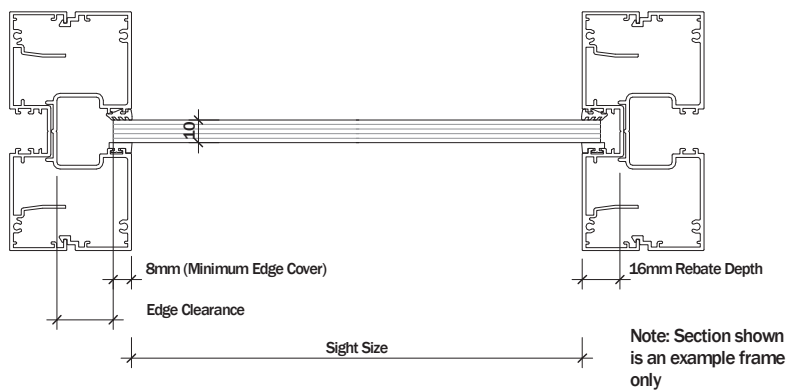 10
8mm (Minimum Edge Cover)
16mm Rebate Depth
Edge Clearance
Sight Size
Note: Section shown
is an example frame
only